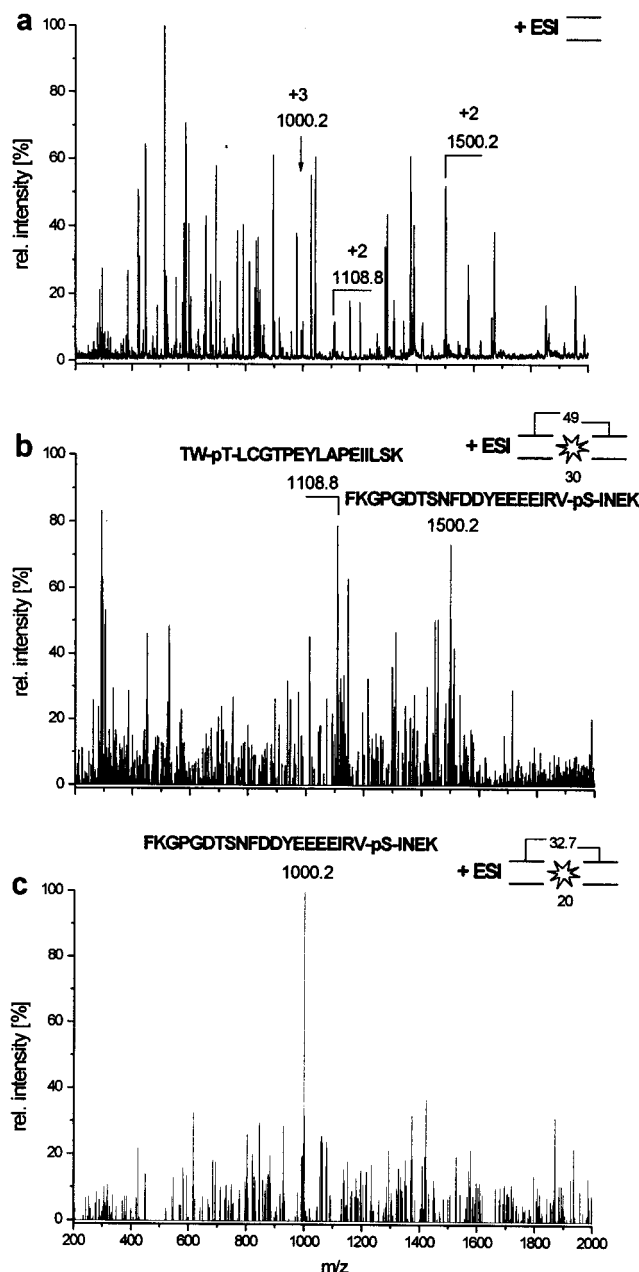 a
+ ESI
100
80
60
40
20
0
rel. intensity [%]
+3
1000.2
+2
1500.2
+2
1108.8
b
+ ESI
49
30
TW-pT-LCGTPEYLAPEIILSK
1108.8
FKGPGDTSNFDDYEEEEIRV-pS-INEK
1500.2
100
80
60
40
20
0
rel. intensity [%]
c
FKGPGDTSNFDDYEEEEIRV-pS-INEK
1000.2
+ ESI
32.7
20
100
80
60
40
20
0
rel. intensity [%]
200 400 600 800 1000 1200 1400 1600 1800 2000
m/z